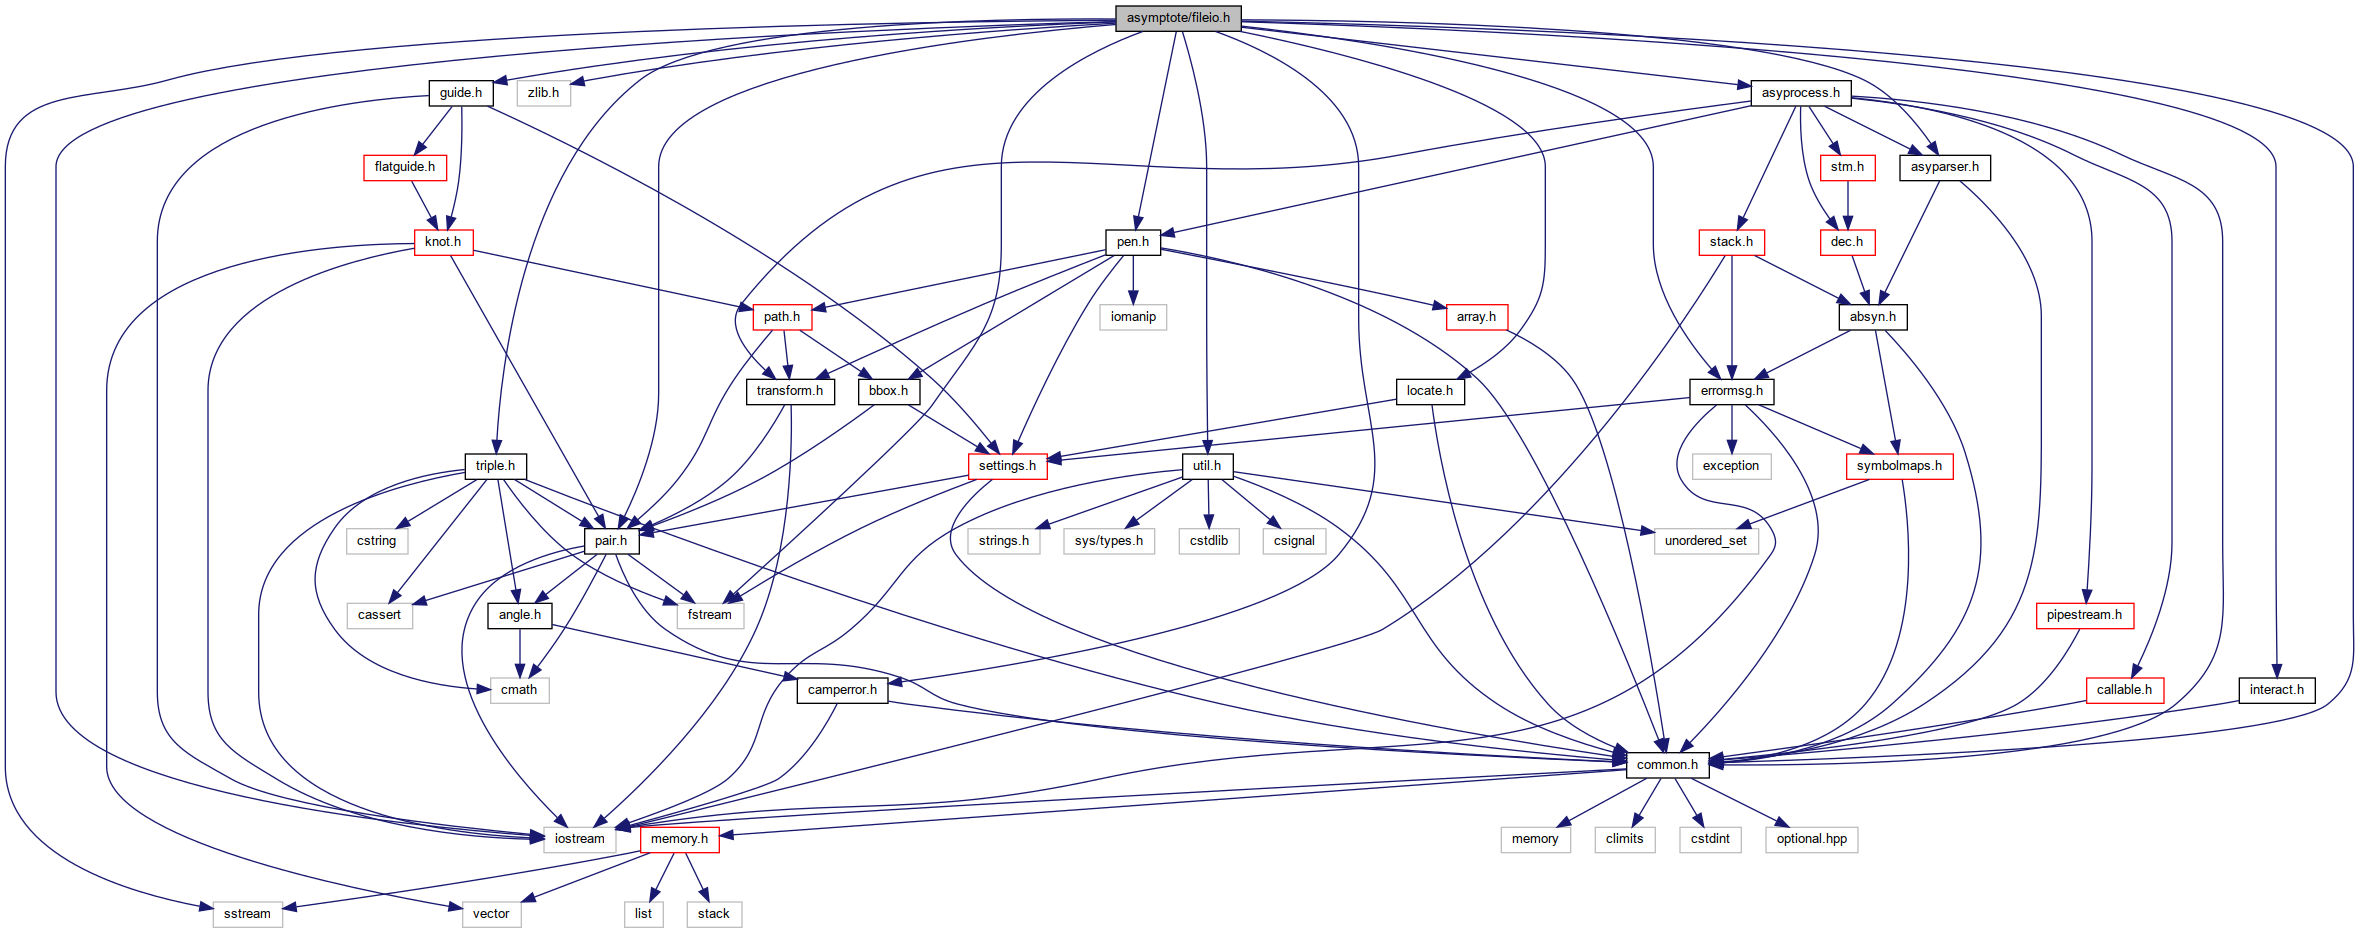 asymptote/fileio.h
guide.h
zlib.h
asyprocess.h
flatguide.h
stm.h
asyparser.h
knot.h
pen.h
stack.h
dec.h
path.h
iomanip
array.h
absyn.h
transform.h
bbox.h
locate.h
errormsg.h
triple.h
settings.h
util.h
exception
symbolmaps.h
cstring
pair.h
strings.h
sys/types.h
cstdlib
csignal
unordered_set
cassert
angle.h
fstream
pipestream.h
cmath
camperror.h
callable.h
interact.h
common.h
iostream
memory.h
memory
climits
cstdint
optional.hpp
sstream
vector
list
stack